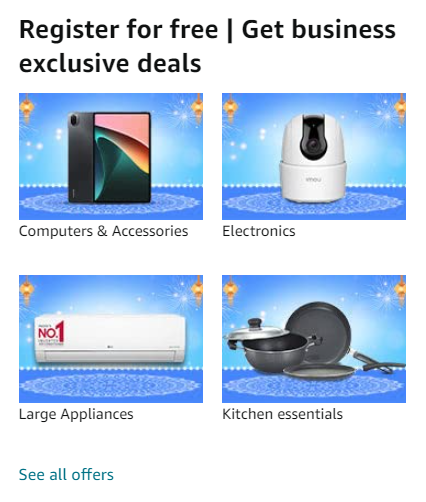 Register for free | Get business
exclusive deals
imou
Computers & Accessories
Electronics
NO.1
LG
Large Appliances
Kitchen essentials
See all offers